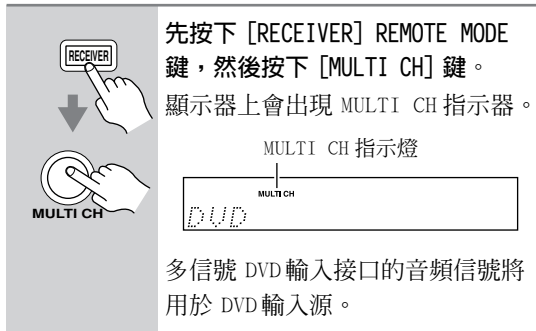 RECEIVER
MULTI CH
先按下 [RECEIVER] REMOTE MODE
鍵，然後按下 [MULTI CH] 鍵。
顯示器上會出現 MULTI CH 指示器。
MULTI CH 指示燈
MULTI CH
DVD
多信號 DVD 輸入接口的音頻信號將
用於 DVD 輸入源。